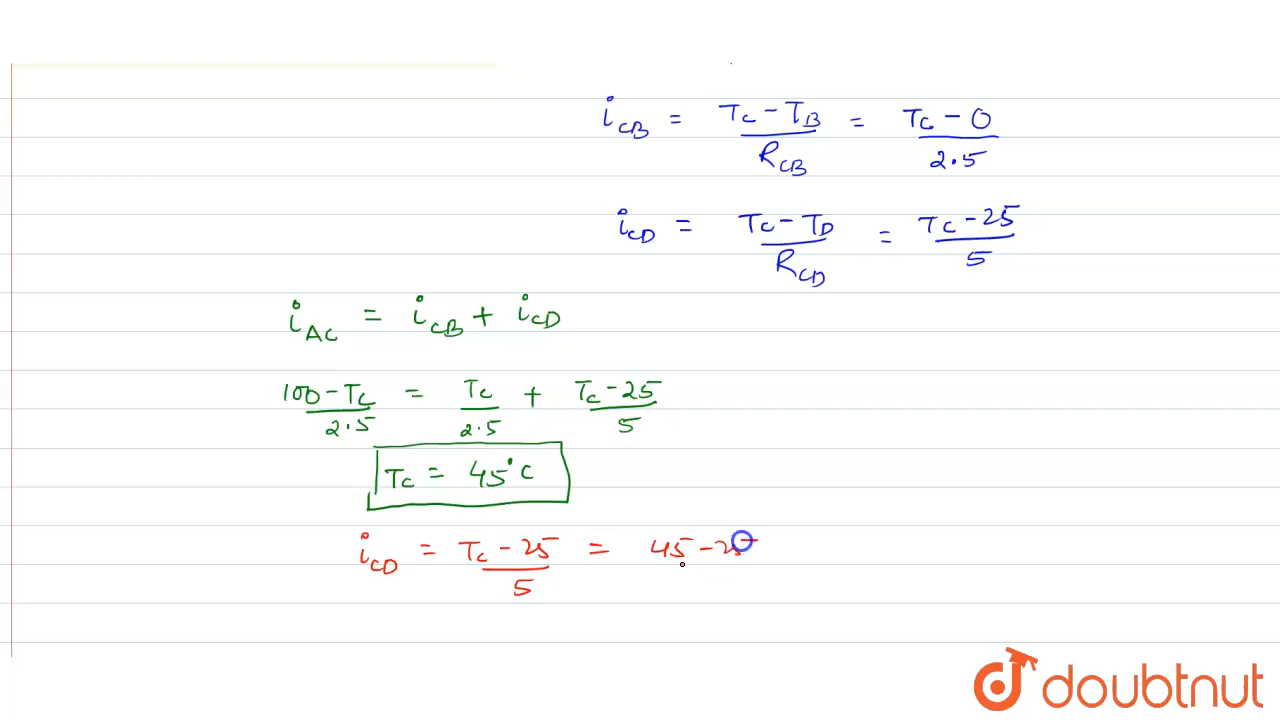 i_CB = (T_C - T_B) / R_CB = (T_C - 0) / 2.5
i_CD = (T_C - T_D) / R_CD = (T_C - 25) / 5
i_AC = i_CB + i_CD
(100 - T_C) / 2.5 = T_C / 2.5 + (T_C - 25) / 5
T_C = 45°C
i_CD = (T_C - 25) / 5 = 45 - 25
doubtnut